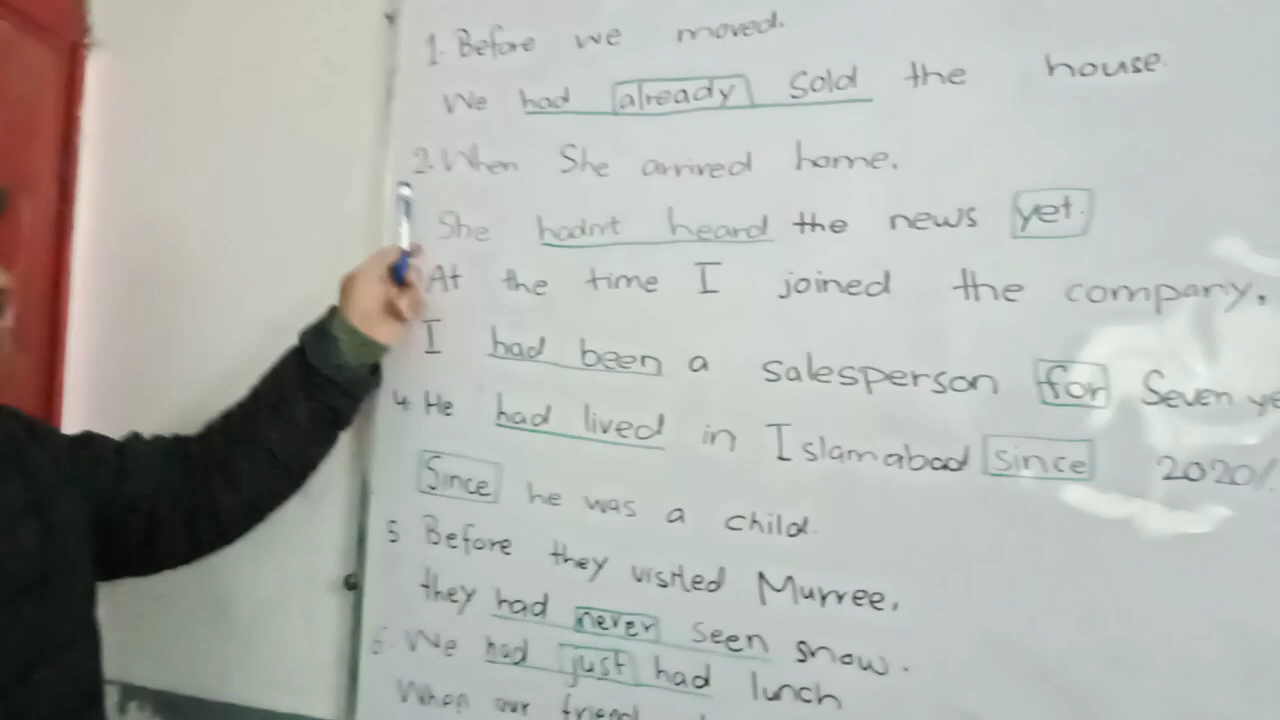 1. Before we moved.
We had already sold the house.
2. When She arrived home.
She hadn't heard the news yet.
At the time I joined the company,
I had been a salesperson for Seven
4. He had lived in Islamabad since 2020/
Since he was a child.
5 Before they visited Murree,
they had never seen snow.
6. We had just had lunch
When our friend